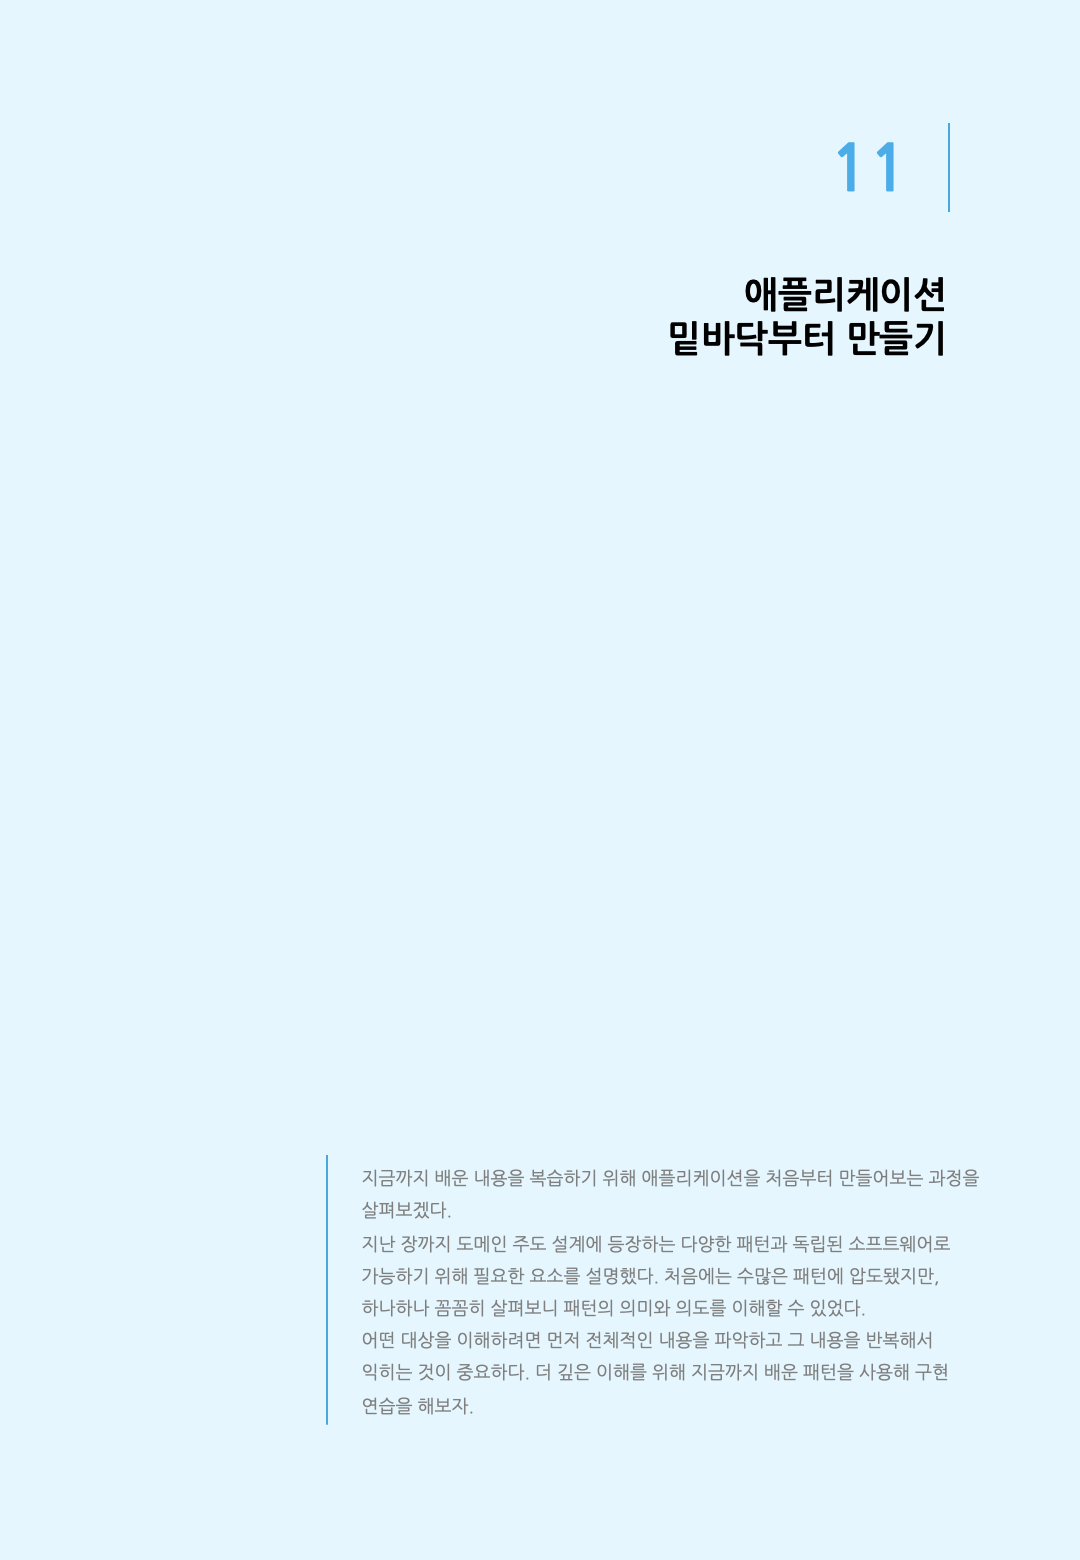 11
애플리케이션
밑바닥부터 만들기
지금까지 배운 내용을 복습하기 위해 애플리케이션을 처음부터 만들어보는 과정을
살펴보겠다.
지난 장까지 도메인 주도 설계에 등장하는 다양한 패턴과 독립된 소프트웨어로
가능하기 위해 필요한 요소를 설명했다. 처음에는 수많은 패턴에 압도됐지만,
하나하나 꼼꼼히 살펴보니 패턴의 의미와 의도를 이해할 수 있었다.
어떤 대상을 이해하려면 먼저 전체적인 내용을 파악하고 그 내용을 반복해서
익히는 것이 중요하다. 더 깊은 이해를 위해 지금까지 배운 패턴을 사용해 구현
연습을 해보자.